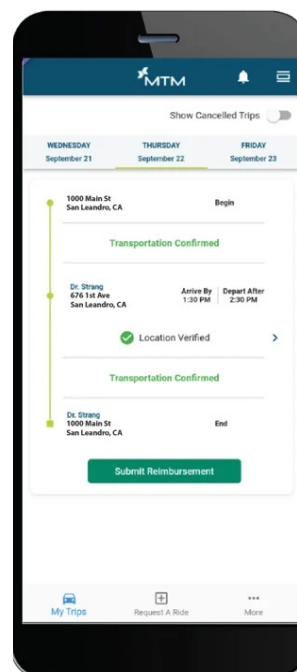 MTM
Show Cancelled Trips
WEDNESDAY
September 21
THURSDAY
September 22
FRIDAY
September 23
1000 Main St
San Leandro, CA
Begin
Transportation Confirmed
Dr. Strang
676 1st Ave
San Leandro, CA
Arrive By
1:30 PM
Depart After
2:30 PM
Location Verified
Transportation Confirmed
Dr. Strang
1000 Main St
San Leandro, CA
End
Submit Reimbursement
My Trips
Request A Ride
More